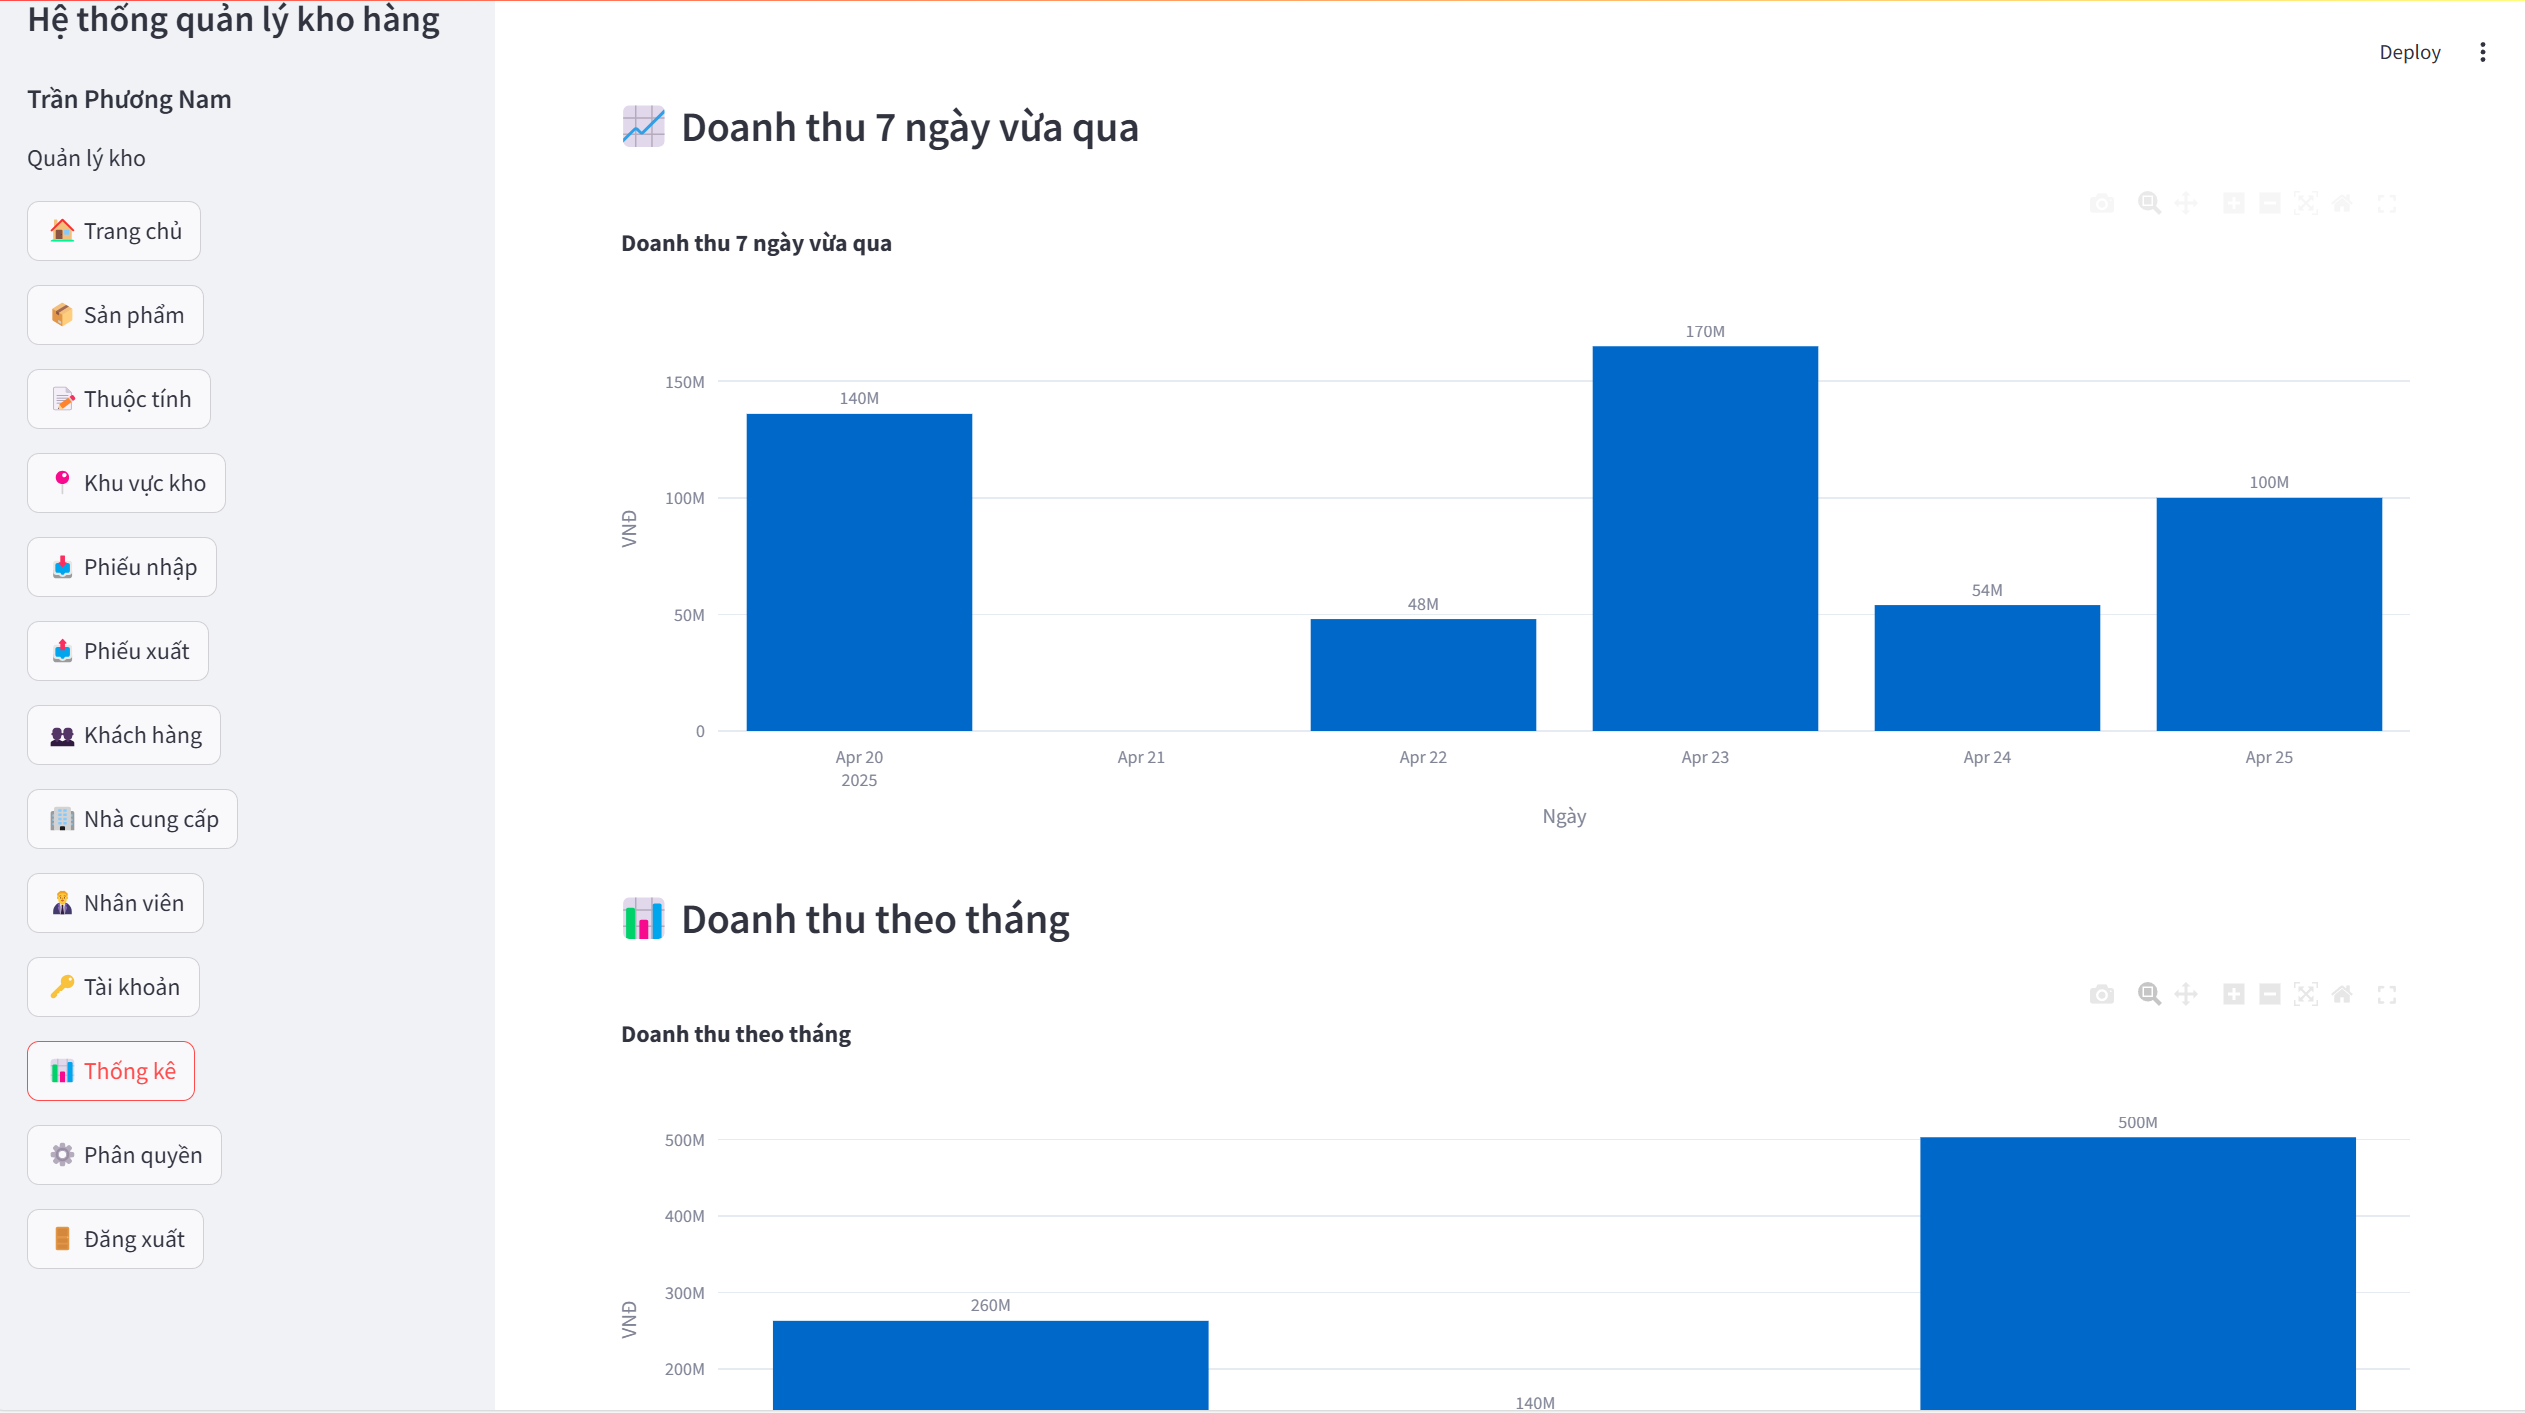 Hệ thống quản lý kho hàng
Trần Phương Nam
Quản lý kho
Trang chủ
Sản phẩm
Thuộc tính
Khu vực kho
Phiếu nhập
Phiếu xuất
Khách hàng
Nhà cung cấp
Nhân viên
Tài khoản
Thống kê
Phân quyền
Đăng xuất
Deploy
Doanh thu 7 ngày vừa qua
Doanh thu 7 ngày vừa qua
170M
150M
140M
100M
100M
VNĐ
54M
48M
50M
0
Apr 20 Apr 21 Apr 22 Apr 23 Apr 24 Apr 25
2025
Ngày
Doanh thu theo tháng
Doanh thu theo tháng
500M
500M
400M
300M
260M
VNĐ
200M
140M